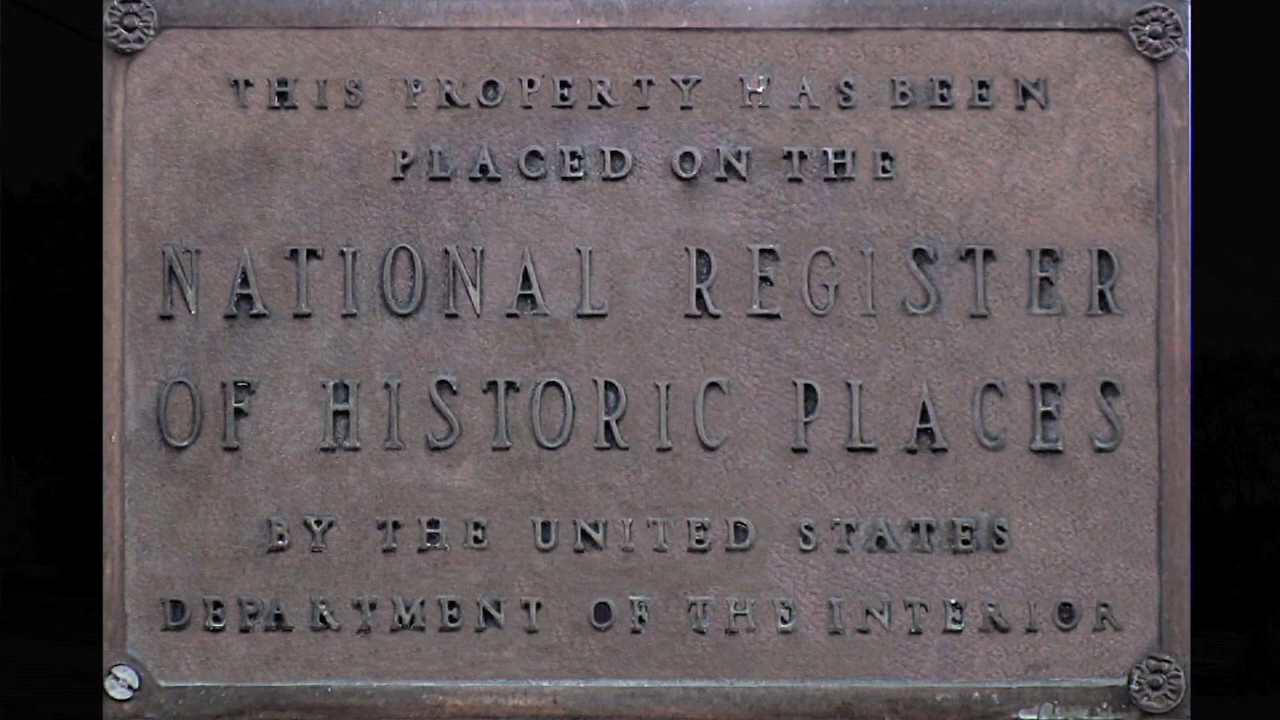 THIS PROPERTY HAS BEEN
PLACED ON THE
NATIONAL REGISTER
OF HISTORIC PLACES
BY THE UNITED STATES
DEPARTMENT OF THE INTERIOR